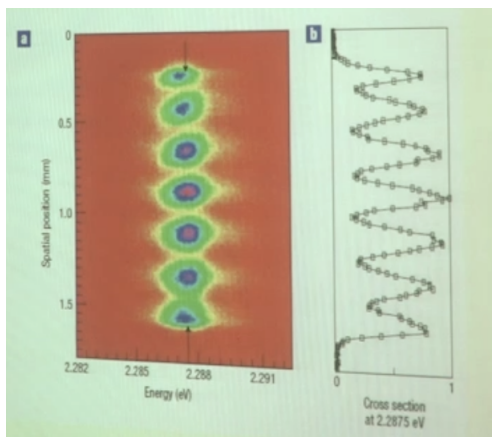 a
b
0
0.5
1.0
1.5
Spatial position (mm)
2.282
2.285
2.288
2.291
Energy (eV)
0
1
Cross section
at 2.2875 eV